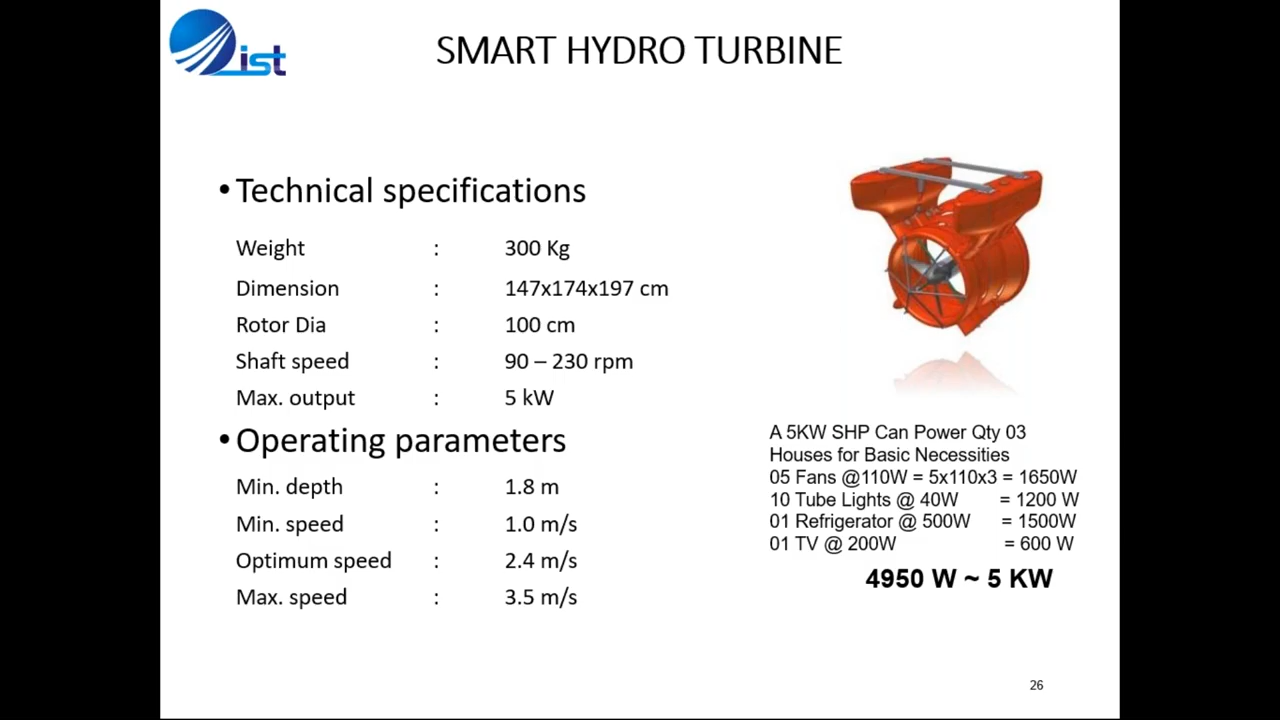 ist
SMART HYDRO TURBINE
• Technical specifications
Weight : 300 Kg
Dimension : 147x174x197 cm
Rotor Dia : 100 cm
Shaft speed : 90 – 230 rpm
Max. output : 5 kW
• Operating parameters
Min. depth : 1.8 m
Min. speed : 1.0 m/s
Optimum speed : 2.4 m/s
Max. speed : 3.5 m/s
A 5KW SHP Can Power Qty 03
Houses for Basic Necessities
05 Fans @110W = 5x110x3 = 1650W
10 Tube Lights @ 40W = 1200 W
01 Refrigerator @ 500W = 1500W
01 TV @ 200W = 600 W
4950 W ~ 5 KW
26